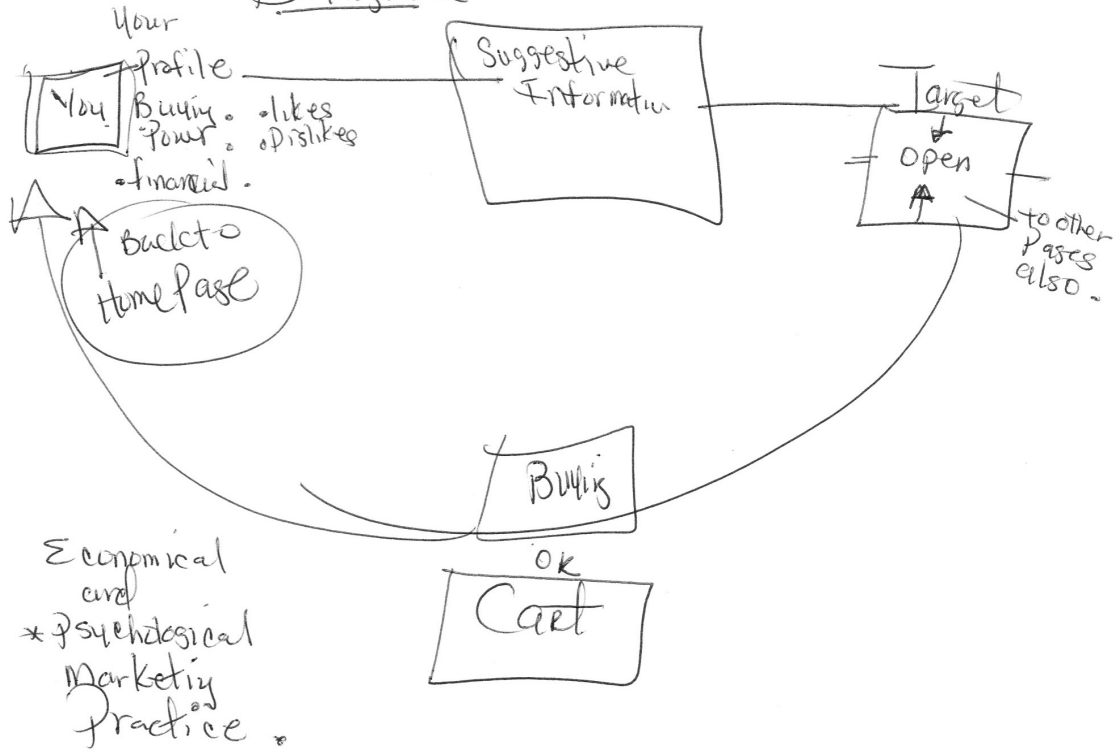 Your
Profile
You
Buying . .likes
Power . .Dislikes
.financial .
Back to
Home Page
Suggestive
Information
Target
open
to other
Pages
also .
Buying
OR
Cart
Economical
and
*Psychological
Marketing
Practice .